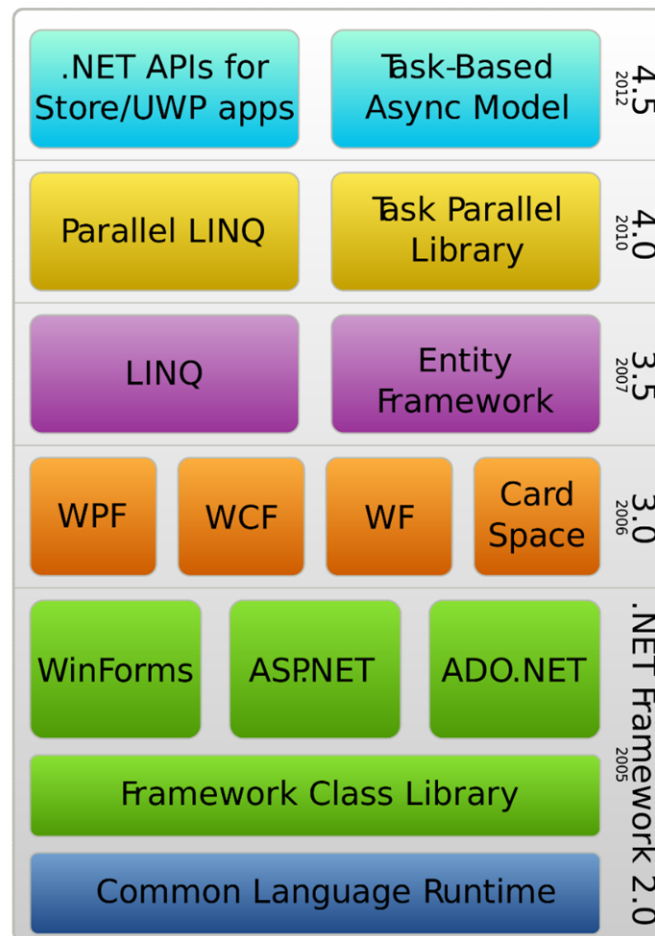 .NET APIs for
Store/UWP apps
Task-Based
Async Model
4.5
2012
Parallel LINQ
Task Parallel
Library
4.0
2010
LINQ
Entity
Framework
3.5
2007
WPF
WCF
WF
Card
Space
3.0
2006
WinForms
ASP.NET
ADO.NET
Framework Class Library
Common Language Runtime
.NET Framework 2.0
2005